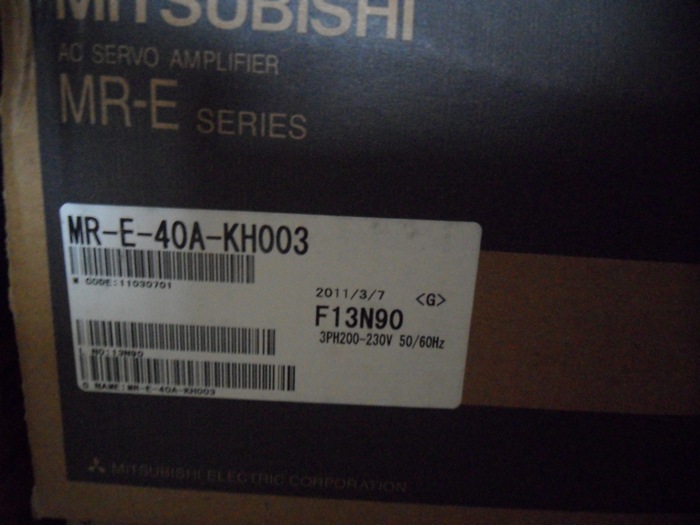 MITSUBISHI
AC SERVO AMPLIFIER
MR-E SERIES
MR-E-40A-KH003
W CODE:11030701
2011/3/7 <G>
F13N90
3PH200-230V 50/60Hz
L NO:13N90
G NAME:MR-E-40A-KH003
MITSUBISHI ELECTRIC CORPORATION